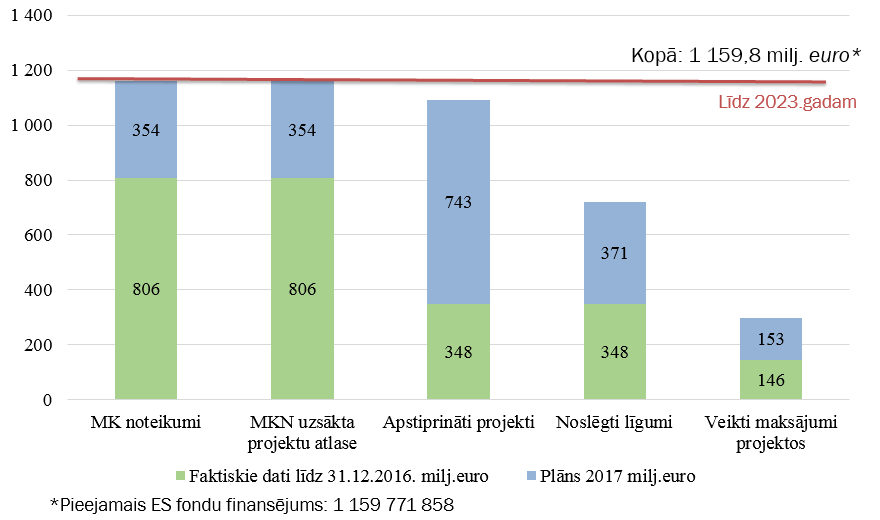 1 400
1 200
1 000
800
600
400
200
0
Kopā: 1 159,8 milj. euro*
Līdz 2023.gadam
354
354
743
371
153
806
806
348
348
146
MK noteikumi
MKN uzsākta
projektu atlase
Apstiprināti projekti
Noslēgti līgumi
Veikti maksājumi
projektos
Faktiskie dati līdz 31.12.2016. milj.euro
Plāns 2017 milj.euro
*Pieejamais ES fondu finansējums: 1 159 771 858